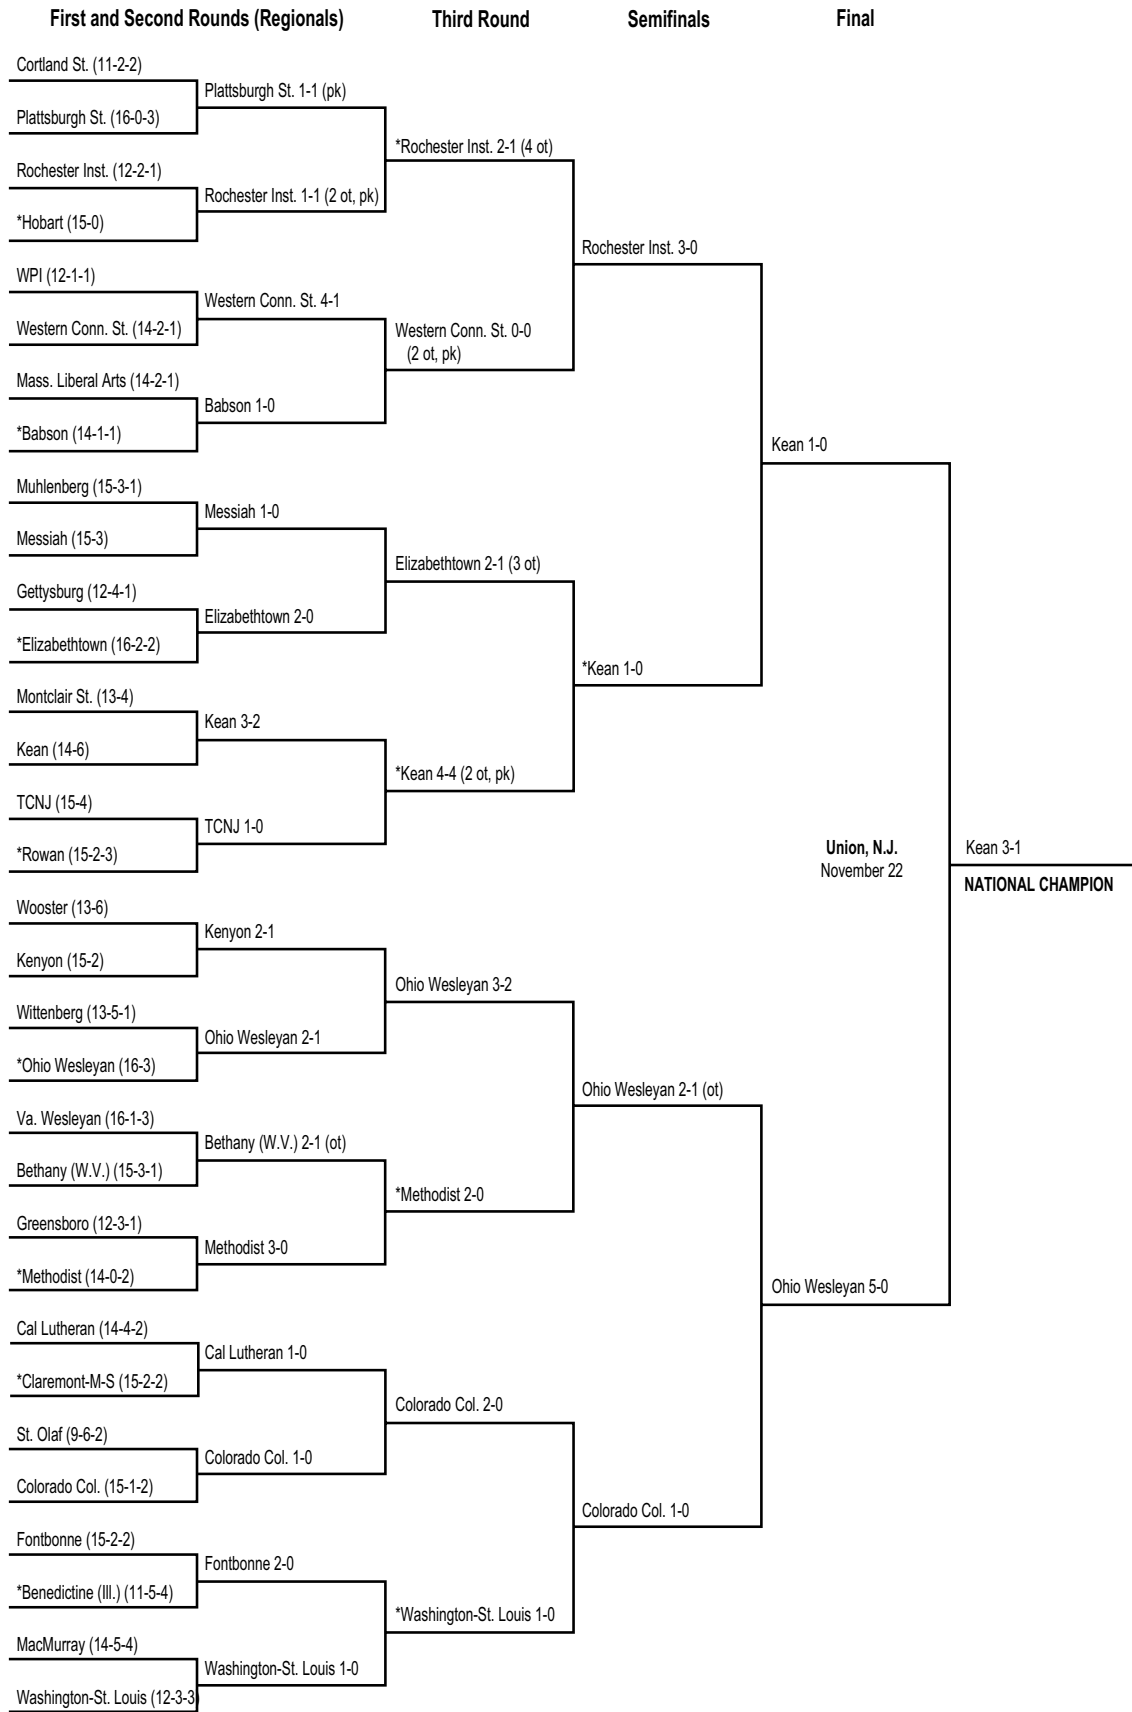 First and Second Rounds (Regionals)
Third Round
Semifinals
Final
Cortland St. (11-2-2)
Plattsburgh St. 1-1 (pk)
Plattsburgh St. (16-0-3)
*Rochester Inst. 2-1 (4 ot)
Rochester Inst. (12-2-1)
Rochester Inst. 1-1 (2 ot, pk)
*Hobart (15-0)
Rochester Inst. 3-0
WPI (12-1-1)
Western Conn. St. 4-1
Western Conn. St. (14-2-1)
Western Conn. St. 0-0
(2 ot, pk)
Mass. Liberal Arts (14-2-1)
Babson 1-0
*Babson (14-1-1)
Kean 1-0
Muhlenberg (15-3-1)
Messiah 1-0
Messiah (15-3)
Elizabethtown 2-1 (3 ot)
Gettysburg (12-4-1)
Elizabethtown 2-0
*Elizabethtown (16-2-2)
*Kean 1-0
Montclair St. (13-4)
Kean 3-2
Kean (14-6)
*Kean 4-4 (2 ot, pk)
TCNJ (15-4)
TCNJ 1-0
*Rowan (15-2-3)
Union, N.J.
November 22
Kean 3-1
NATIONAL CHAMPION
Wooster (13-6)
Kenyon 2-1
Kenyon (15-2)
Ohio Wesleyan 3-2
Wittenberg (13-5-1)
Ohio Wesleyan 2-1
*Ohio Wesleyan (16-3)
Ohio Wesleyan 2-1 (ot)
Va. Wesleyan (16-1-3)
Bethany (W.V.) 2-1 (ot)
Bethany (W.V.) (15-3-1)
*Methodist 2-0
Greensboro (12-3-1)
Methodist 3-0
*Methodist (14-0-2)
Ohio Wesleyan 5-0
Cal Lutheran (14-4-2)
Cal Lutheran 1-0
*Claremont-M-S (15-2-2)
Colorado Col. 2-0
St. Olaf (9-6-2)
Colorado Col. 1-0
Colorado Col. (15-1-2)
Colorado Col. 1-0
Fontbonne (15-2-2)
Fontbonne 2-0
*Benedictine (Ill.) (11-5-4)
*Washington-St. Louis 1-0
MacMurray (14-5-4)
Washington-St. Louis 1-0
Washington-St. Louis (12-3-3)